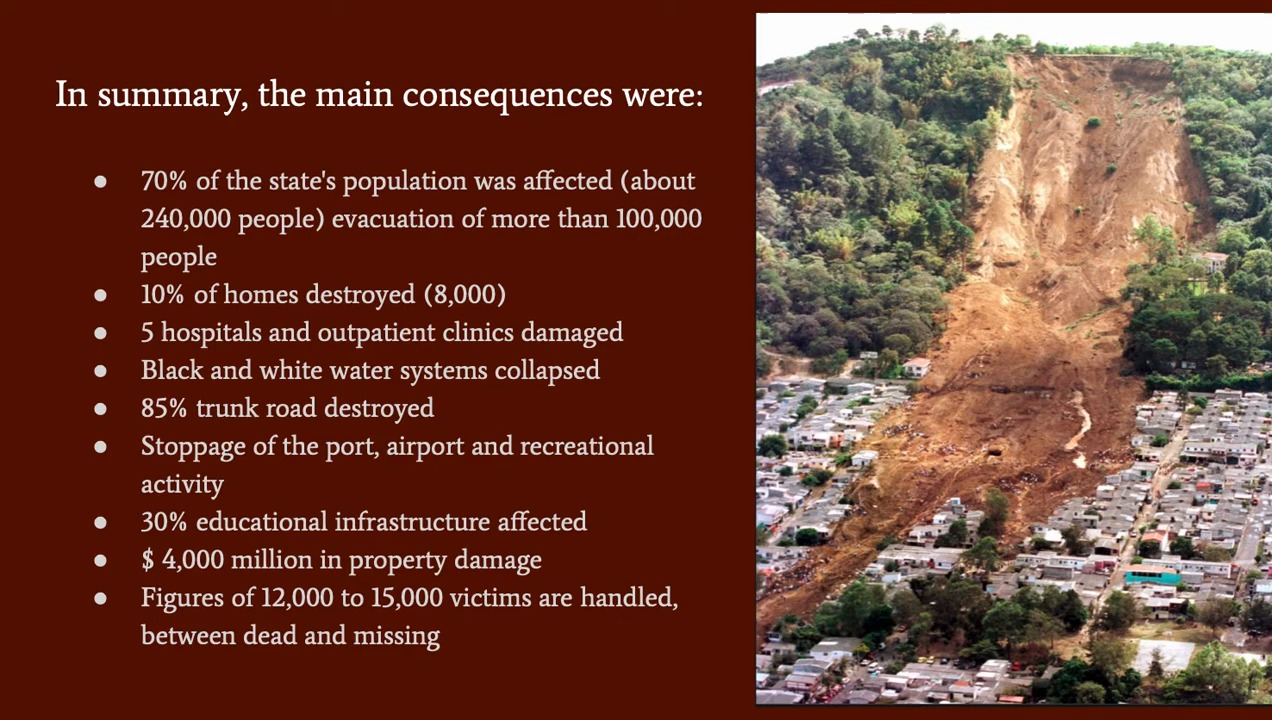 In summary, the main consequences were:
● 70% of the state's population was affected (about
240,000 people) evacuation of more than 100,000
people
● 10% of homes destroyed (8,000)
● 5 hospitals and outpatient clinics damaged
● Black and white water systems collapsed
● 85% trunk road destroyed
● Stoppage of the port, airport and recreational
activity
● 30% educational infrastructure affected
● $ 4,000 million in property damage
● Figures of 12,000 to 15,000 victims are handled,
between dead and missing